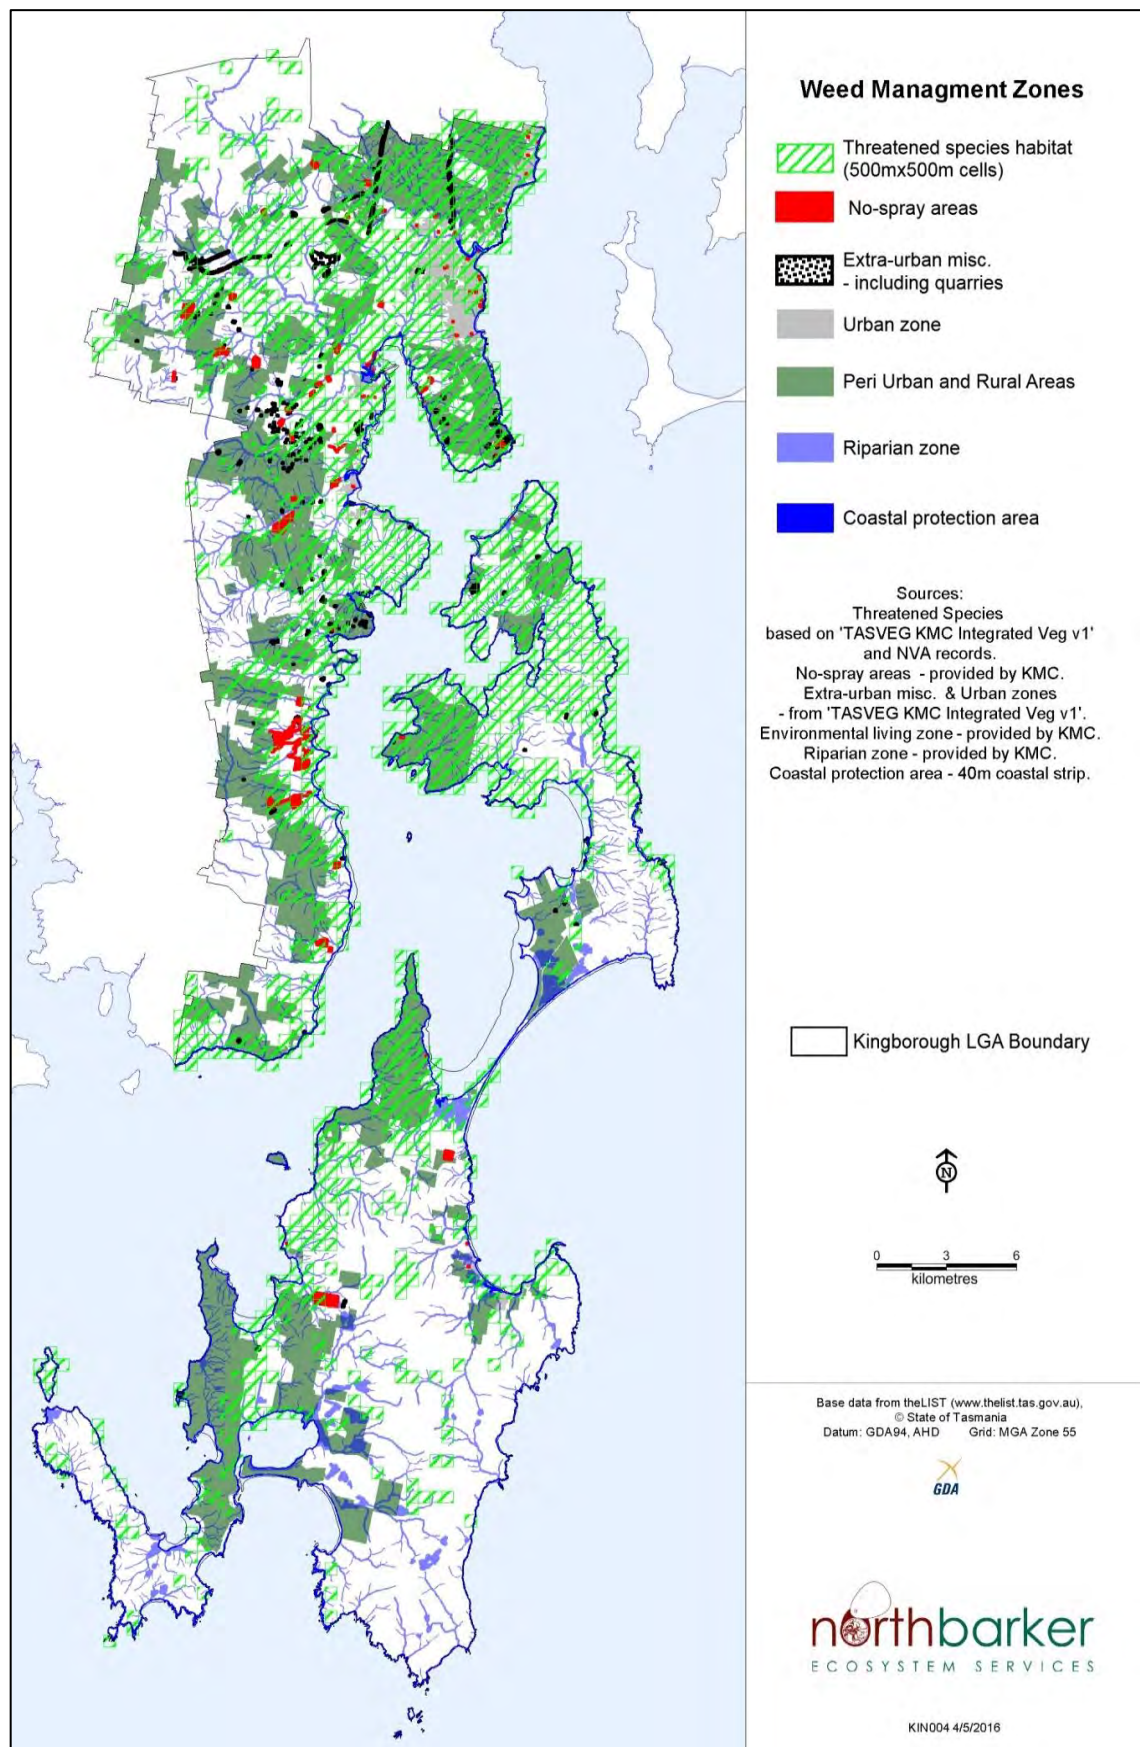 Weed Managment Zones
Threatened species habitat
(500mx500m cells)
No-spray areas
Extra-urban misc.
- including quarries
Urban zone
Peri Urban and Rural Areas
Riparian zone
Coastal protection area
Sources:
Threatened Species
based on 'TASVEG KMC Integrated Veg v1'
and NVA records.
No-spray areas - provided by KMC.
Extra-urban misc. & Urban zones
- from 'TASVEG KMC Integrated Veg v1'.
Environmental living zone - provided by KMC.
Riparian zone - provided by KMC.
Coastal protection area - 40m coastal strip.
Kingborough LGA Boundary
N
0 3 6
kilometres
Base data from theLIST (www.thelist.tas.gov.au),
© State of Tasmania
Datum: GDA94, AHD Grid: MGA Zone 55
GDA
northbarker
ECOSYSTEM SERVICES
KIN004 4/5/2016